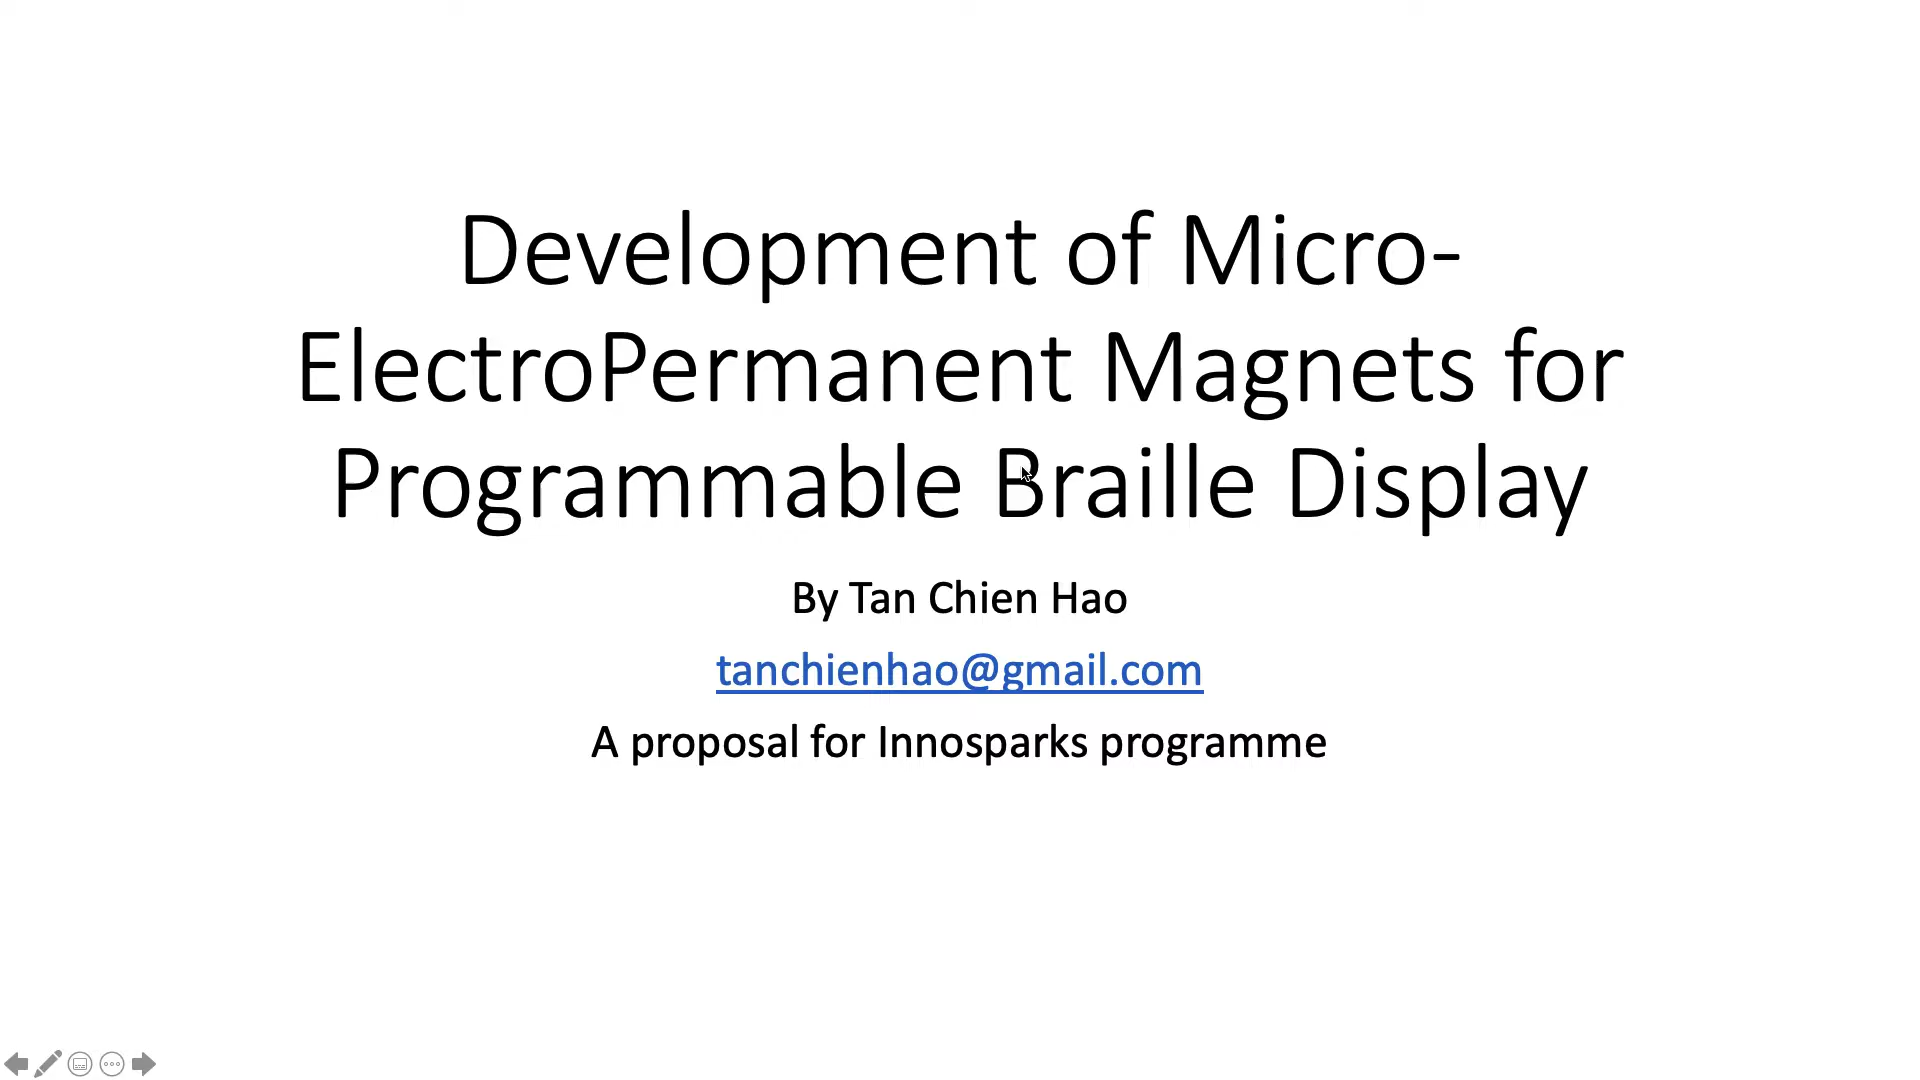 Development of Micro-
ElectroPermanent Magnets for
Programmable Braille Display
By Tan Chien Hao
tanchienhao@gmail.com
A proposal for Innosparks programme